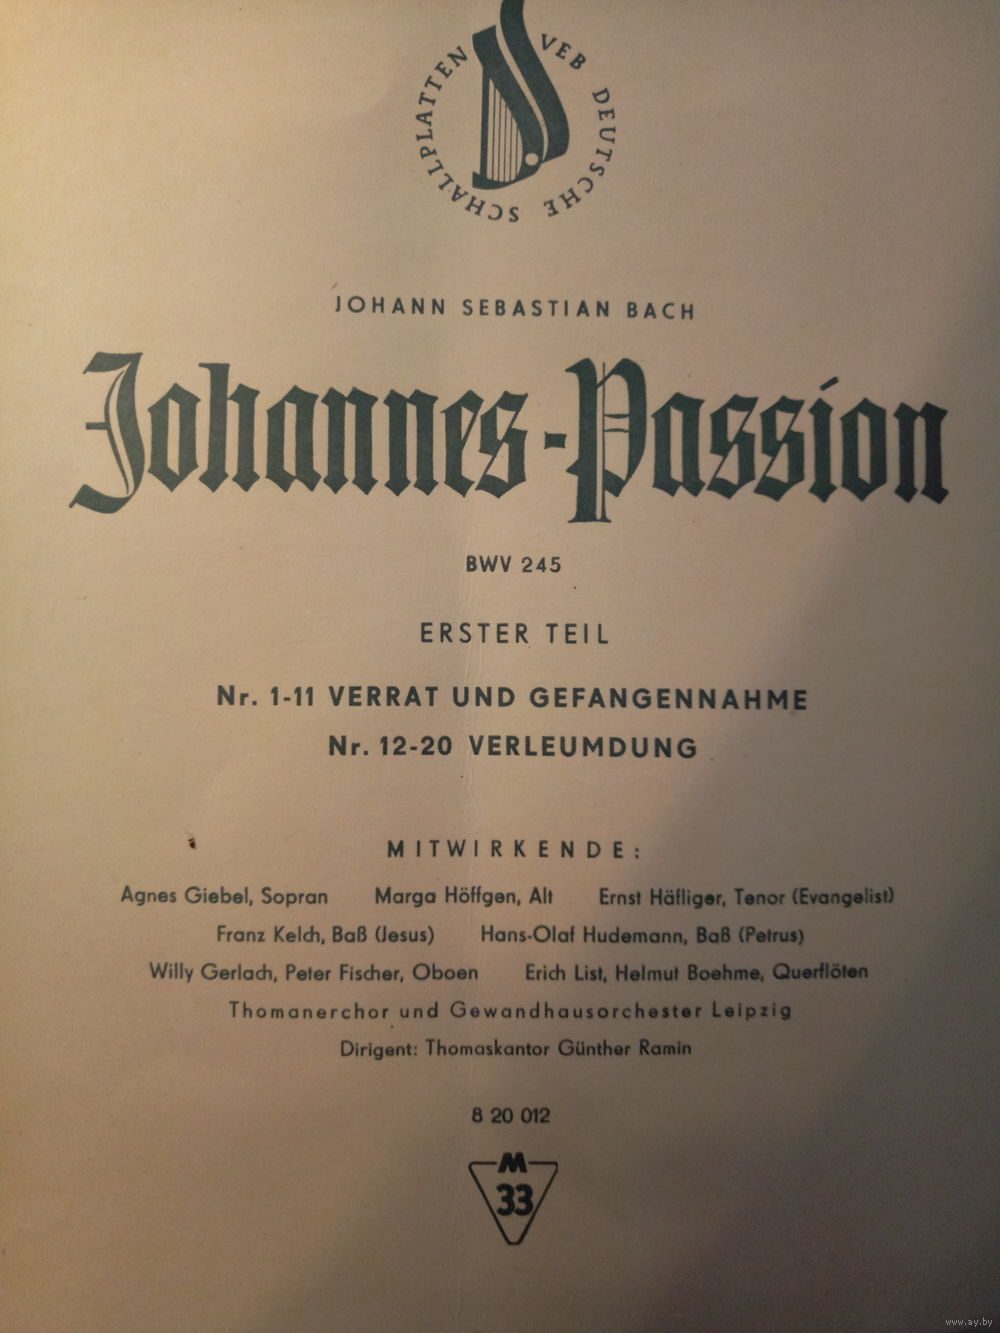 VEB DEUTSCHE SCHALLPLATTEN
JOHANN SEBASTIAN BACH
Johannes-Passion
BWV 245
ERSTER TEIL
Nr. 1-11 VERRAT UND GEFANGENNAHME
Nr. 12-20 VERLEUMDUNG
MITWIRKENDE:
Agnes Giebel, Sopran Marga Höffgen, Alt Ernst Häfliger, Tenor (Evangelist)
Franz Kelch, Baß (Jesus) Hans-Olaf Hudemann, Baß (Petrus)
Willy Gerlach, Peter Fischer, Oboen Erich List, Helmut Boehme, Querflöten
Thomanerchor und Gewandhausorchester Leipzig
Dirigent: Thomaskantor Günther Ramin
8 20 012
M
33
www.ay.by